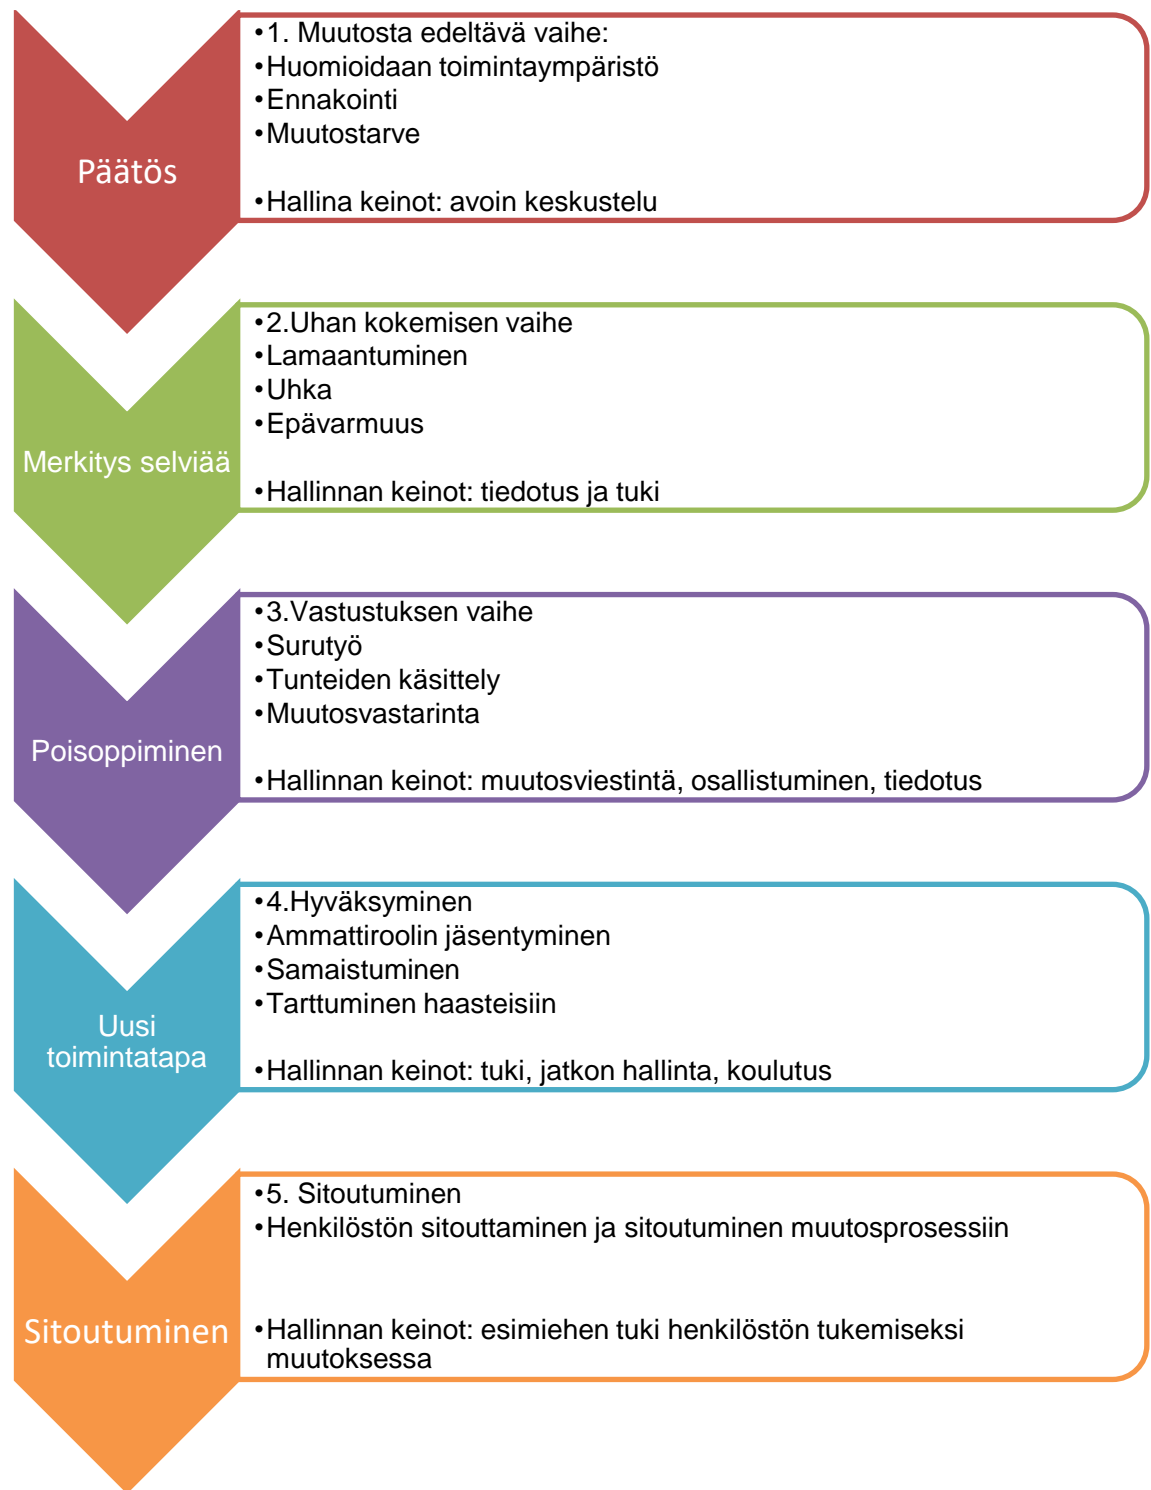 Päätös
•1. Muutosta edeltävä vaihe:
•Huomioidaan toimintaympäristö
•Ennakointi
•Muutostarve
•Hallina keinot: avoin keskustelu
Merkitys selviää
•2.Uhan kokemisen vaihe
•Lamaantuminen
•Uhka
•Epävarmuus
•Hallinnan keinot: tiedotus ja tuki
Poisoppiminen
•3.Vastustuksen vaihe
•Surutyö
•Tunteiden käsittely
•Muutosvastarinta
•Hallinnan keinot: muutosviestintä, osallistuminen, tiedotus
Uusi
toimintatapa
•4.Hyväksyminen
•Ammattiroolin jäsentyminen
•Samaistuminen
•Tarttuminen haasteisiin
•Hallinnan keinot: tuki, jatkon hallinta, koulutus
Sitoutuminen
•5. Sitoutuminen
•Henkilöstön sitouttaminen ja sitoutuminen muutosprosessiin
•Hallinnan keinot: esimiehen tuki henkilöstön tukemiseksi
muutoksessa